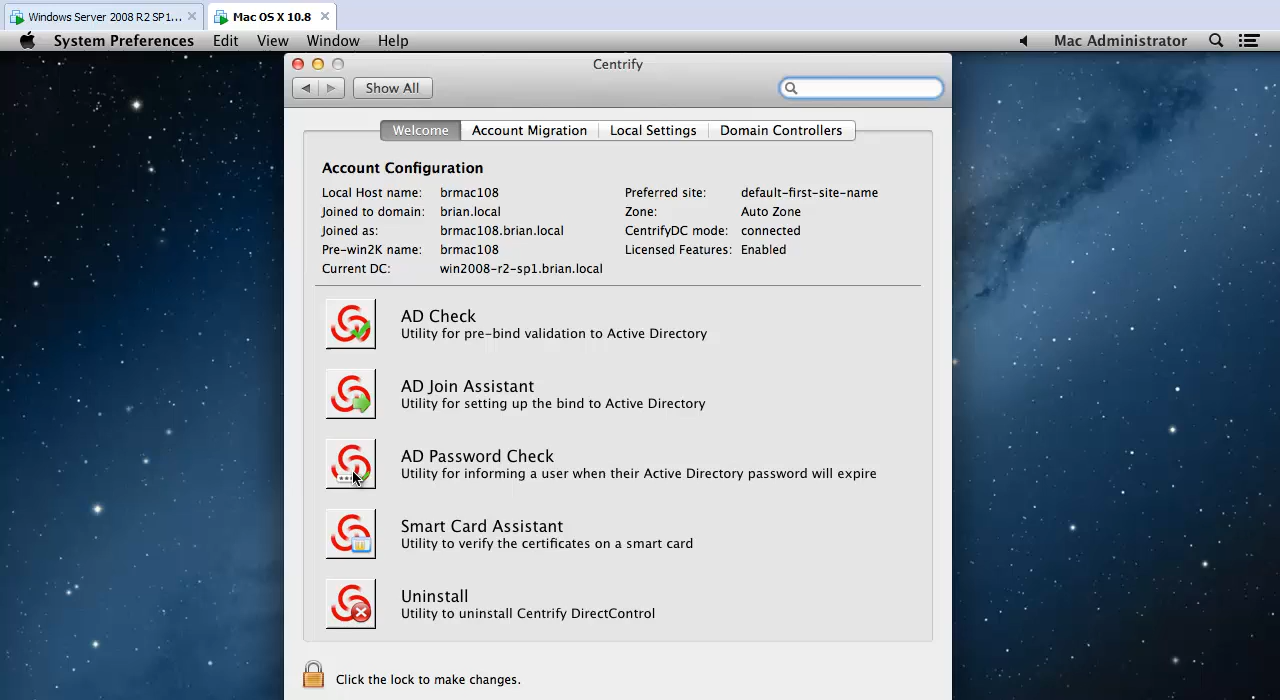 Windows Server 2008 R2 SP1...
Mac OS X 10.8
System Preferences Edit View Window Help
Mac Administrator
Centrify
Show All
Welcome Account Migration Local Settings Domain Controllers
Account Configuration
Local Host name: brmac108 Preferred site: default-first-site-name
Joined to domain: brian.local Zone: Auto Zone
Joined as: brmac108.brian.local CentrifyDC mode: connected
Pre-win2K name: brmac108 Licensed Features: Enabled
Current DC: win2008-r2-sp1.brian.local
AD Check
Utility for pre-bind validation to Active Directory
AD Join Assistant
Utility for setting up the bind to Active Directory
AD Password Check
Utility for informing a user when their Active Directory password will expire
Smart Card Assistant
Utility to verify the certificates on a smart card
Uninstall
Utility to uninstall Centrify DirectControl
Click the lock to make changes.